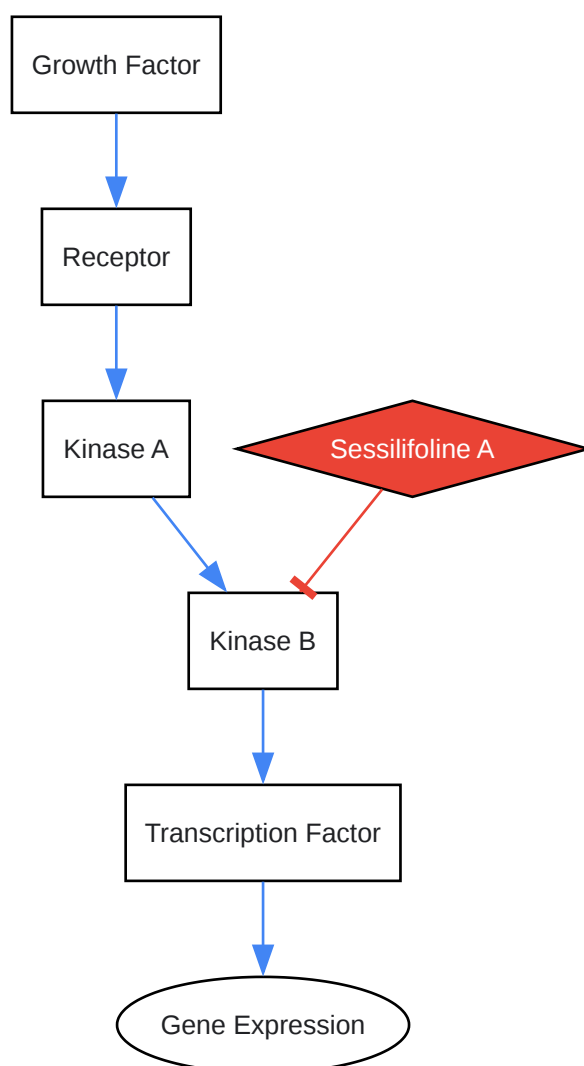 Growth Factor
Receptor
Kinase A
Sessilifoline A
Kinase B
Transcription Factor
Gene Expression